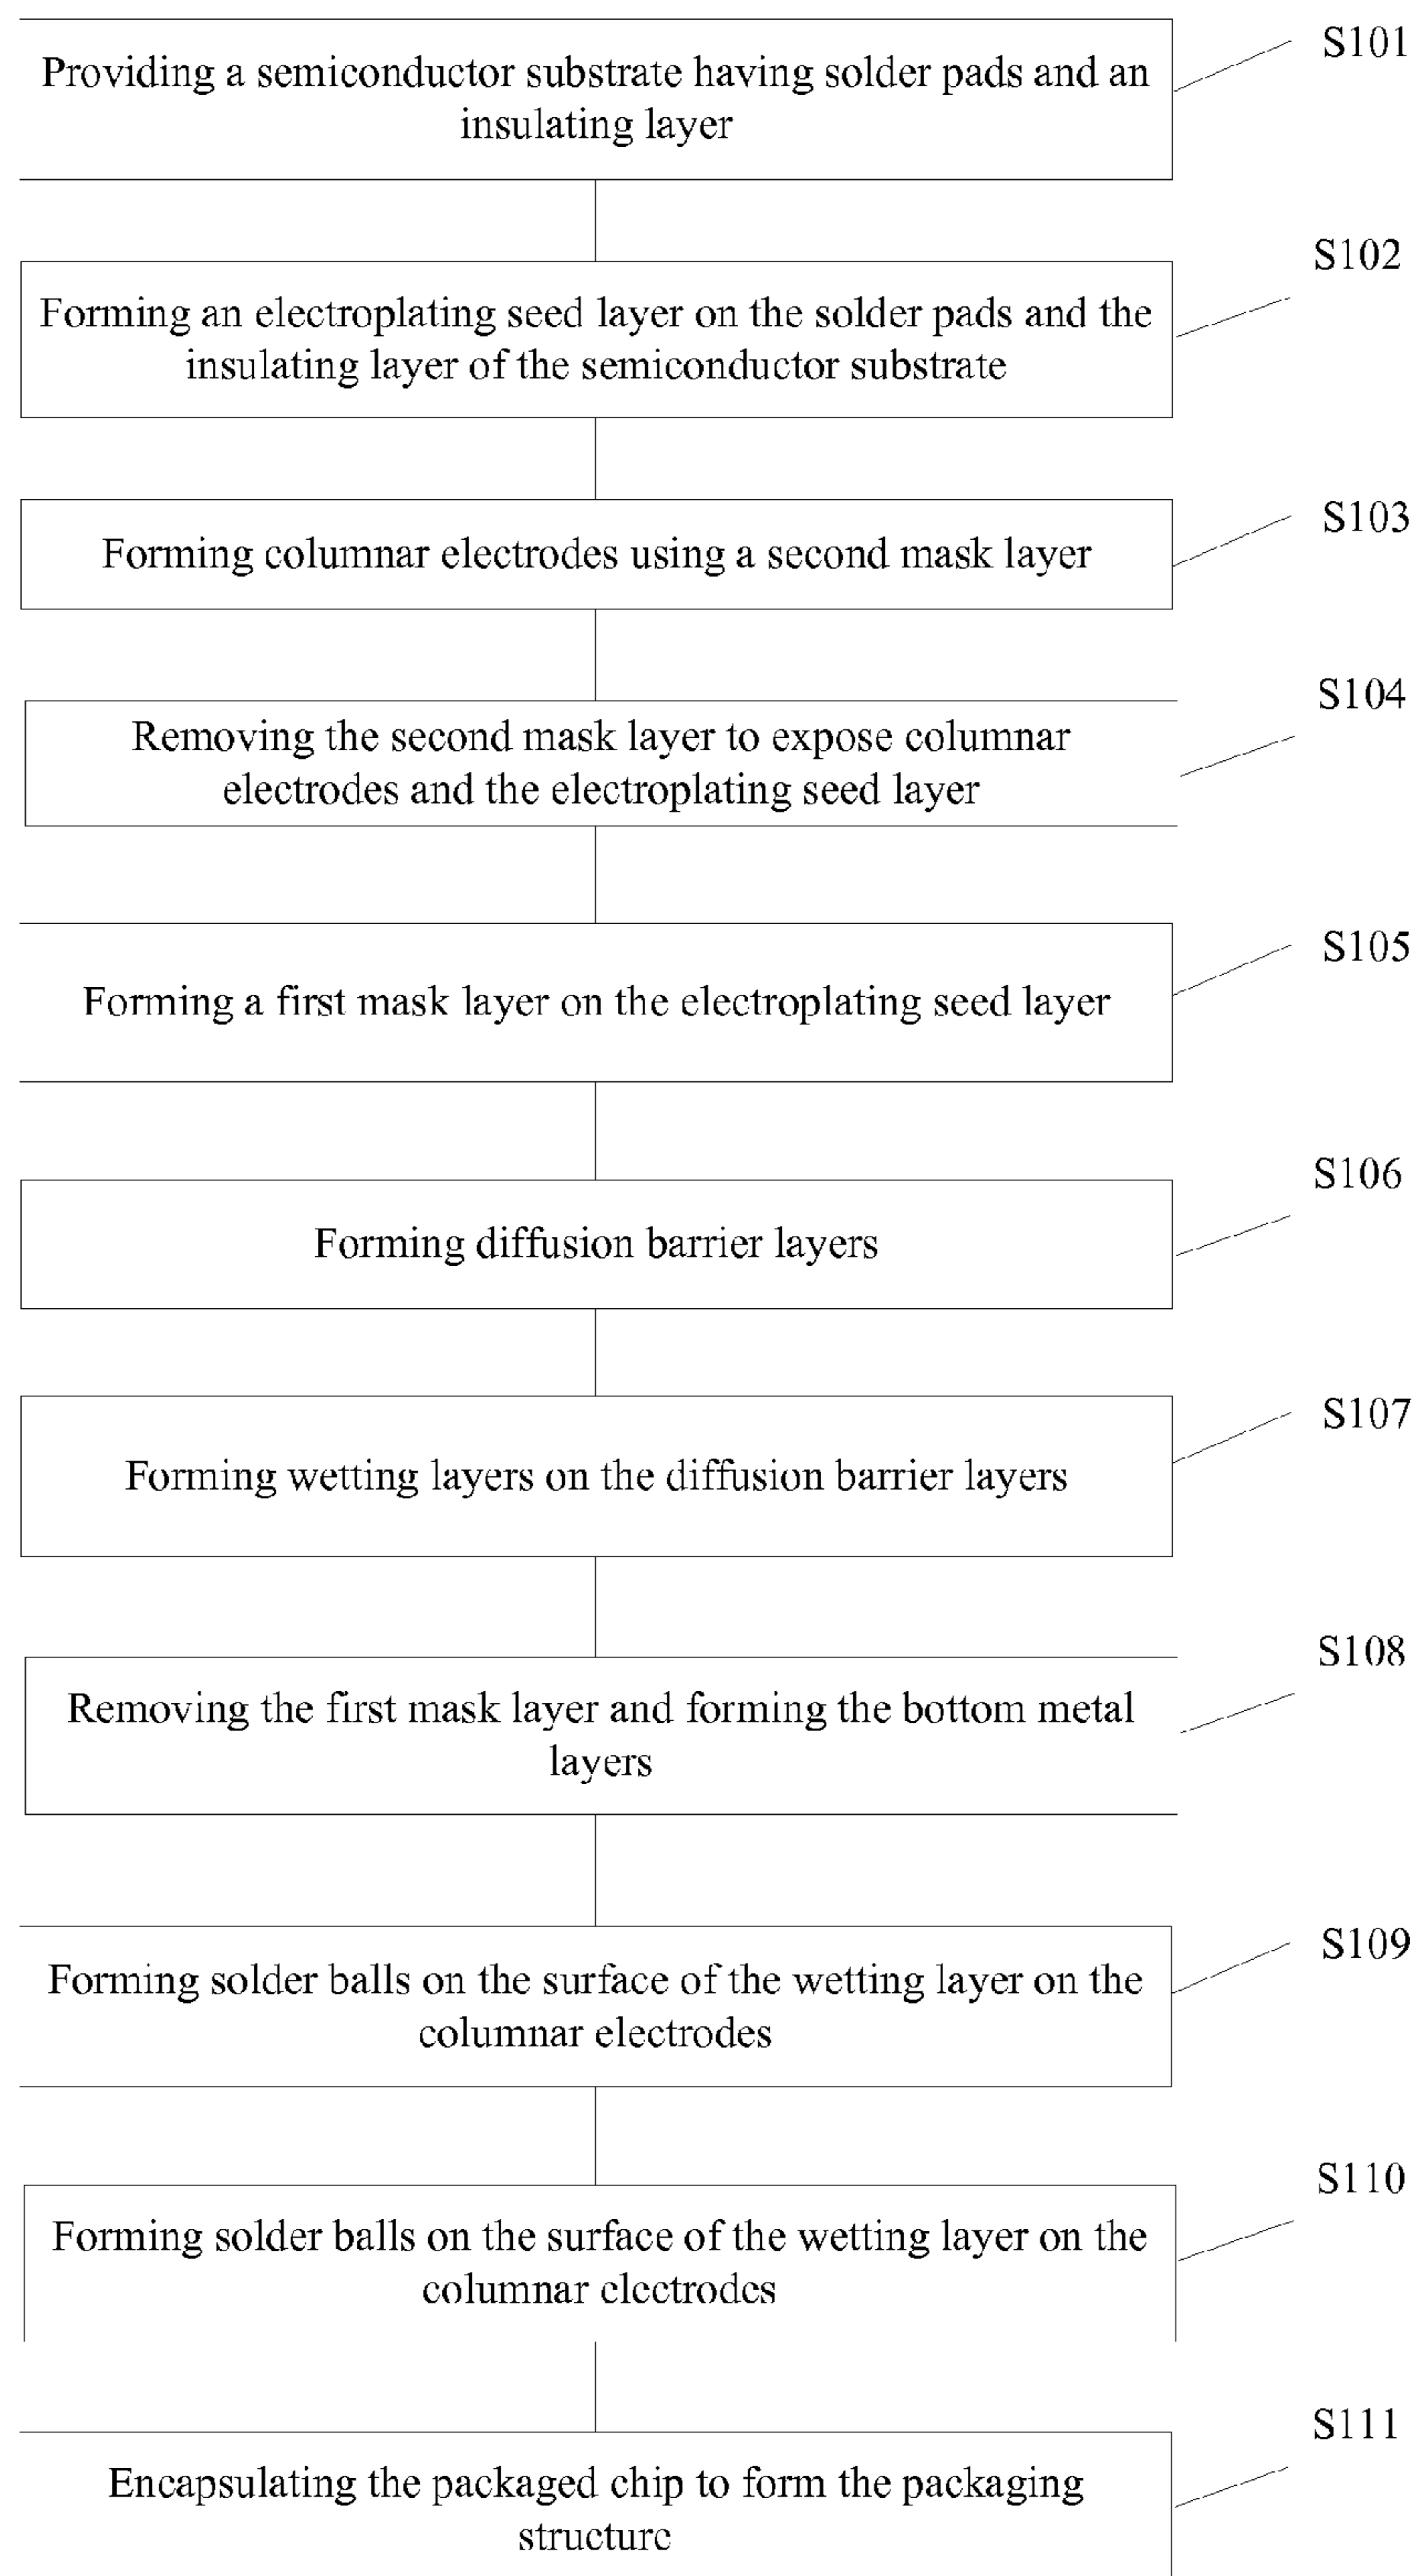 S101
Providing a semiconductor substrate having solder pads and an
insulating layer
S102
Forming an electroplating seed layer on the solder pads and the
insulating layer of the semiconductor substrate
S103
Forming columnar electrodes using a second mask layer
S104
Removing the second mask layer to expose columnar
electrodes and the electroplating seed layer
S105
Forming a first mask layer on the electroplating seed layer
S106
Forming diffusion barrier layers
S107
Forming wetting layers on the diffusion barrier layers
S108
Removing the first mask layer and forming the bottom metal
layers
S109
Forming solder balls on the surface of the wetting layer on the
columnar electrodes
S110
Forming solder balls on the surface of the wetting layer on the
columnar electrodes
S111
Encapsulating the packaged chip to form the packaging
structure